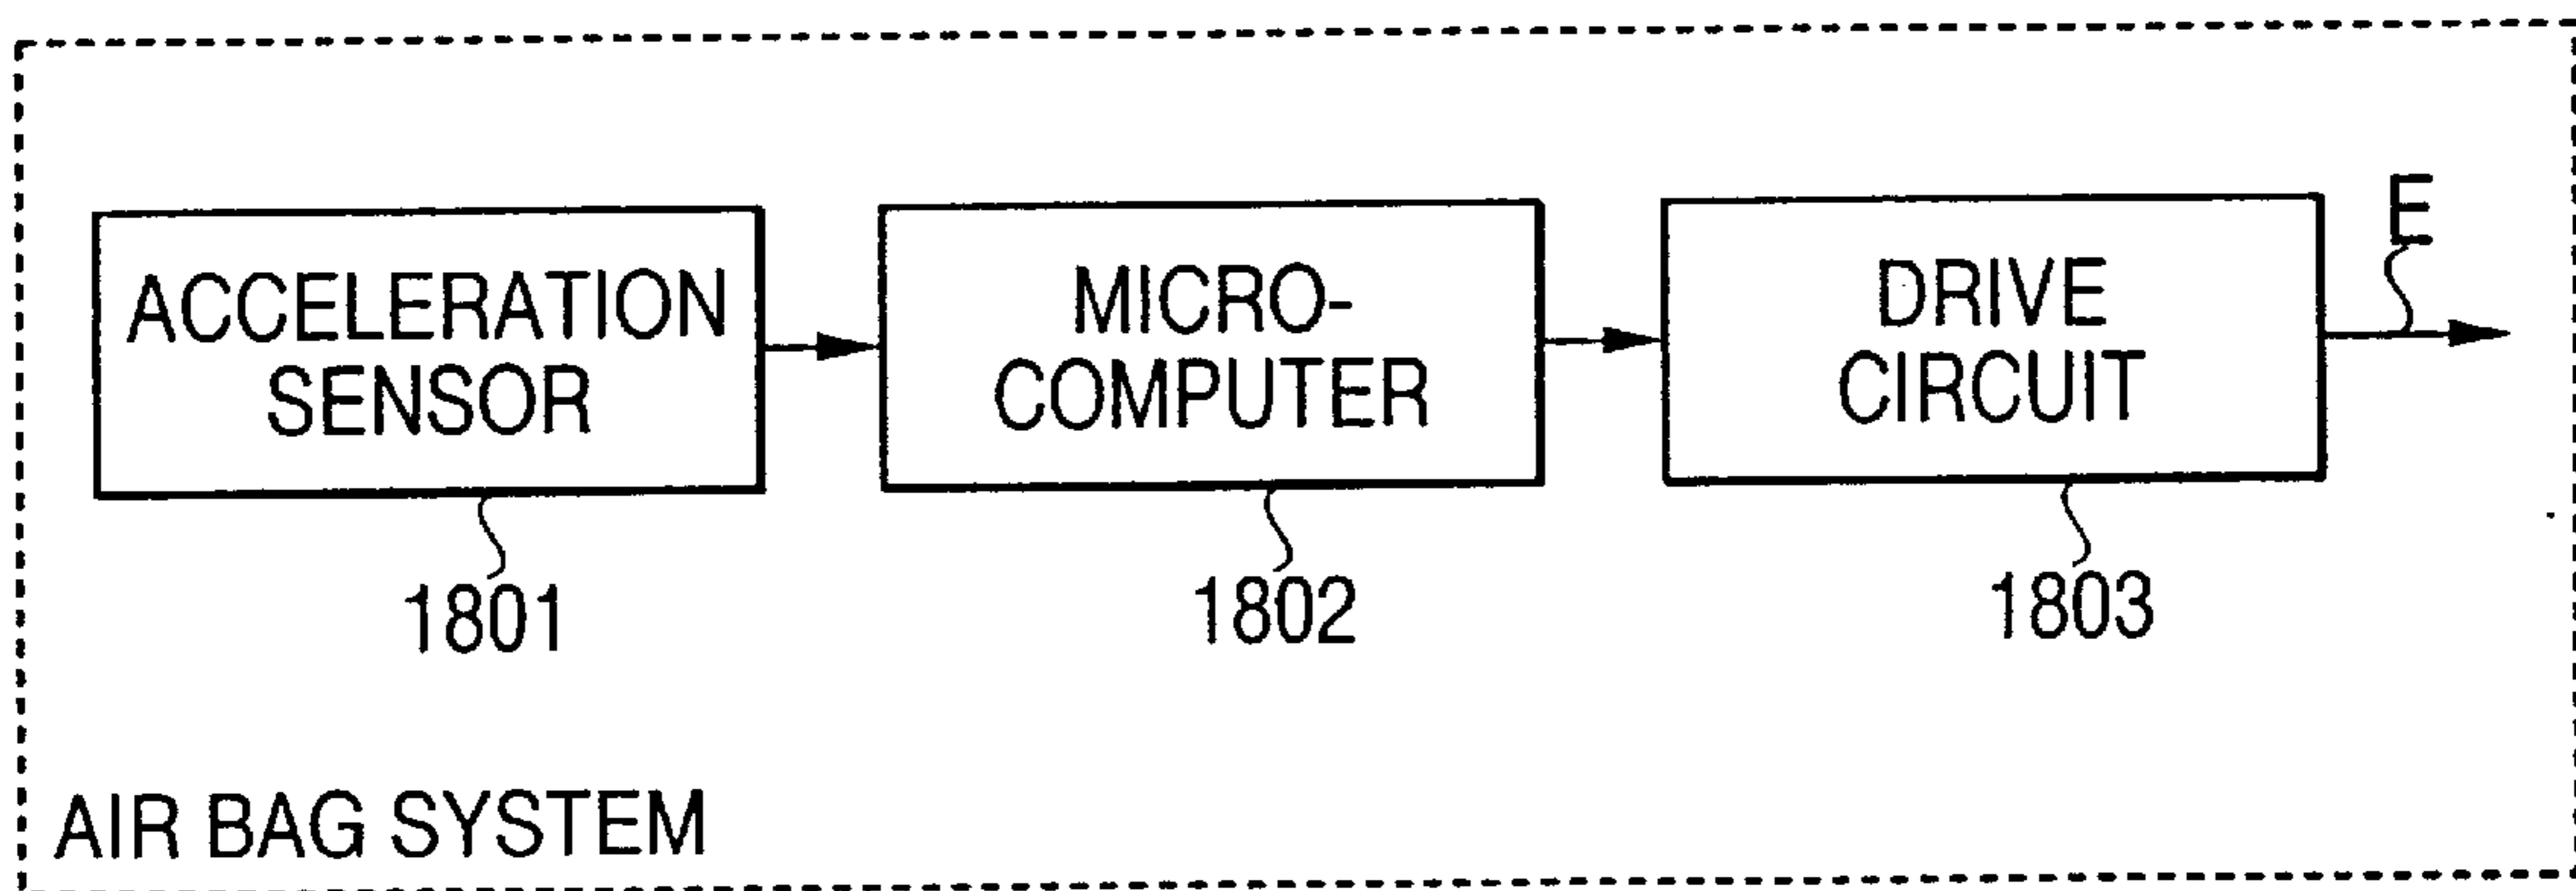 E
ACCELERATION
SENSOR
MICRO-
COMPUTER
DRIVE
CIRCUIT
1801
1802
1803
AIR BAG SYSTEM